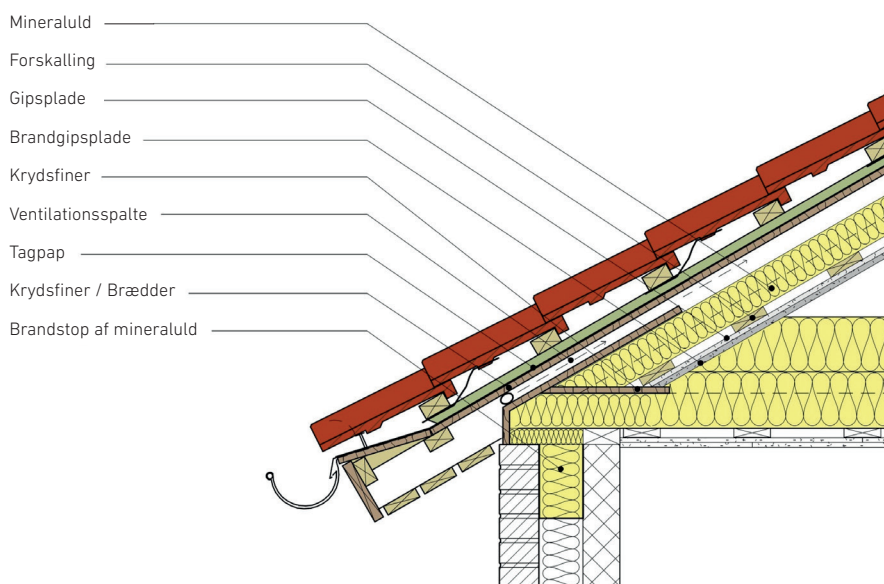 Mineraluld
Forskalling
Gipsplade
Brandgipsplade
Krydsfiner
Ventilationsspalte
Tagpap
Krydsfiner / Brædder
Brandstop af mineraluld